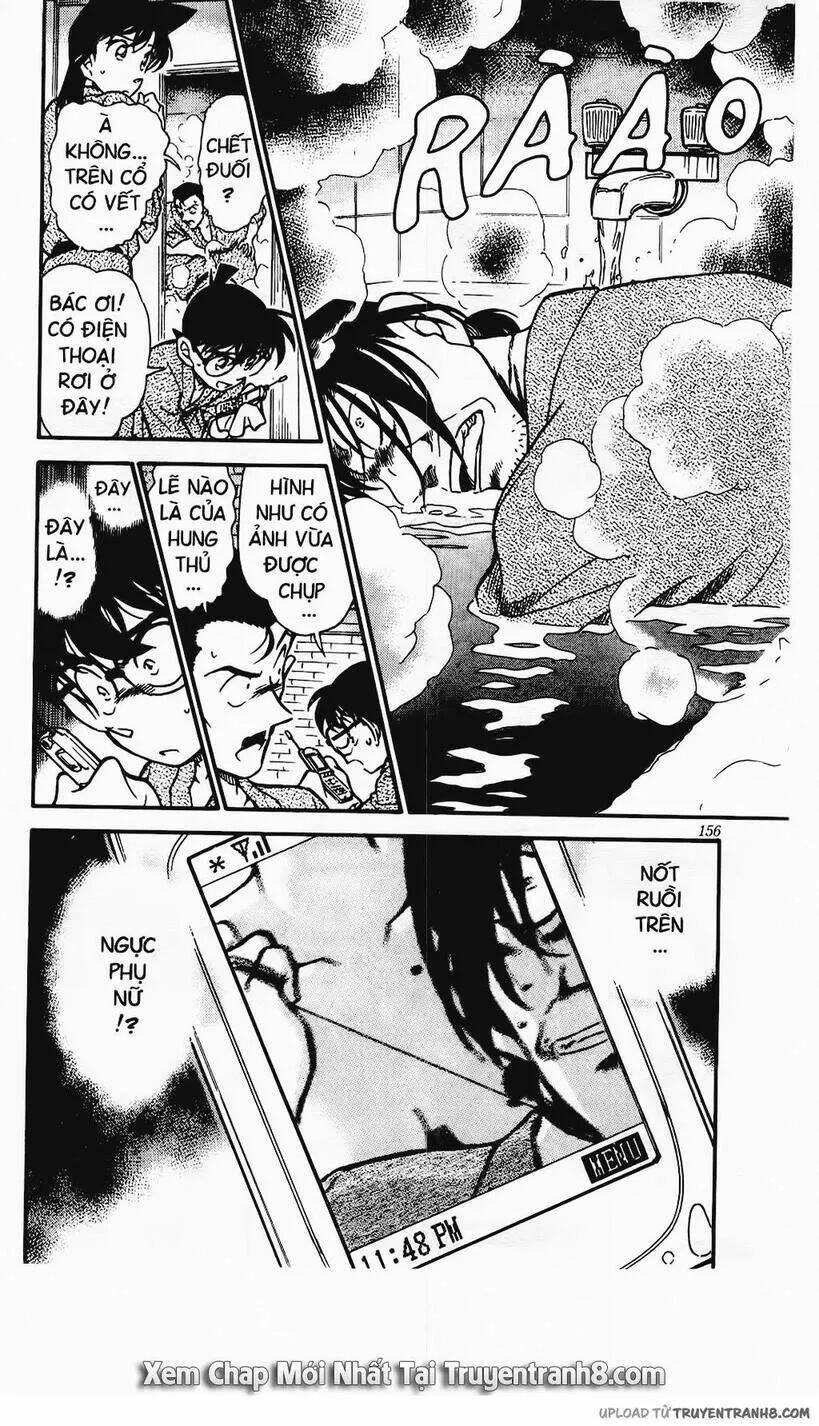 RÀÀO
CHẾT
ĐUỐI
?
À
KHÔNG...
TRÊN CỔ
CÓ VẾT
...
BÁC ƠI!
CÓ ĐIỆN
THOẠI
RƠI Ở
ĐÂY!
HÌNH
NHƯ CÓ
ẢNH VỪA
ĐƯỢC
CHỤP
...
LẼ NÀO
LÀ CỦA
HUNG
THỦ
...
ĐÂY
...
ĐÂY
LÀ...
!?
156
NỐT
RUỒI
TRÊN
...
NGỰC
PHỤ
NỮ
!?
MENU
11:48 PM
Xem Chap Mới Nhất Tại Truyentranh8.com
UPLOAD TỪ TRUYENTRANH8.COM